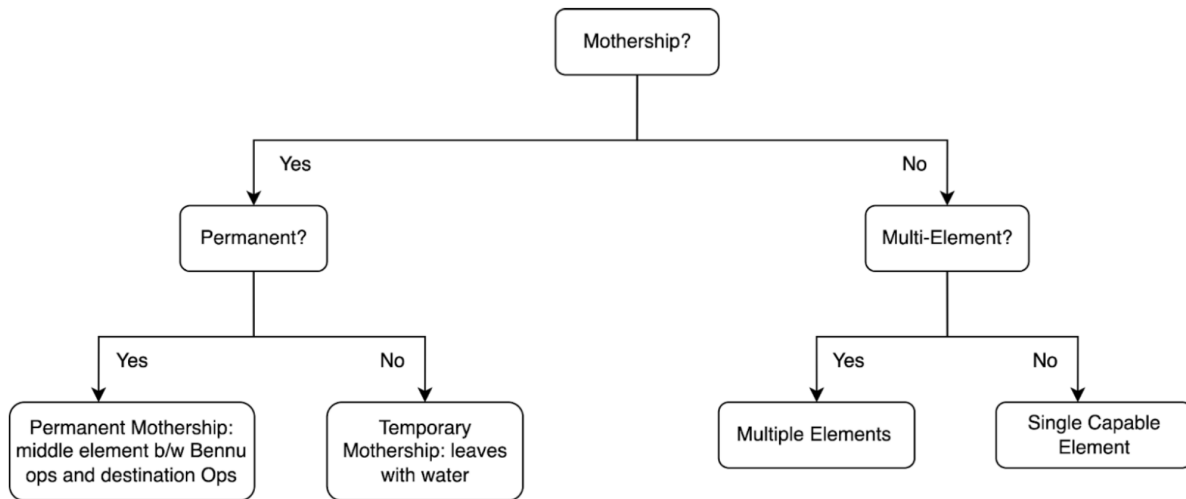 Mothership?
Yes
No
Permanent?
Multi-Element?
Yes
No
Yes
No
Permanent Mothership:
middle element b/w Bennu
ops and destination Ops
Temporary
Mothership: leaves
with water
Multiple Elements
Single Capable
Element